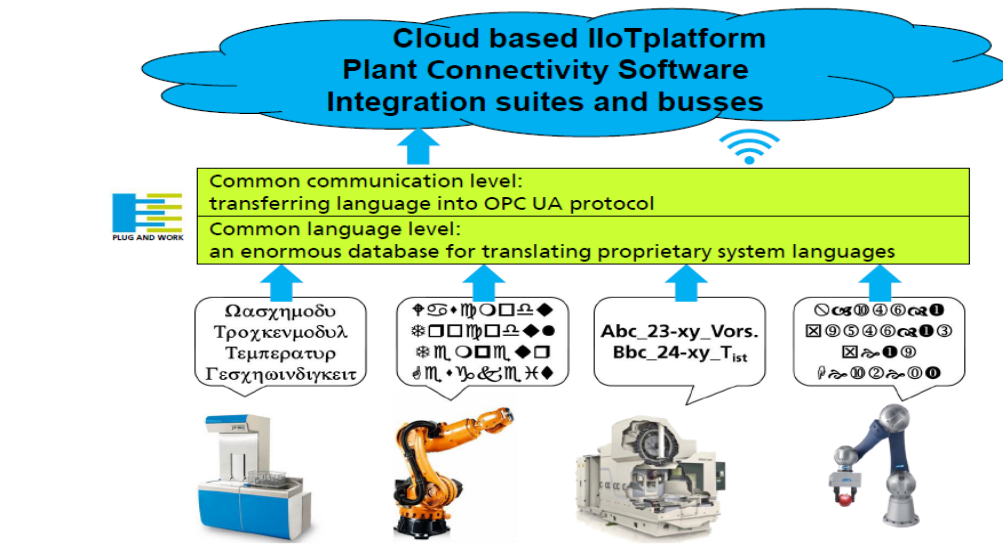 Cloud based IIoTplatform
Plant Connectivity Software
Integration suites and busses
Common communication level:
transferring language into OPC UA protocol
Common language level:
an enormous database for translating proprietary system languages
PLUG AND WORK
Ωασχημοδυ
Τροχκενμοδυλ
Τεμπερατυρ
Γεσχηωινδιγκειτ
Abc_23-xy_Vors.
Bbc_24-xy_Tist